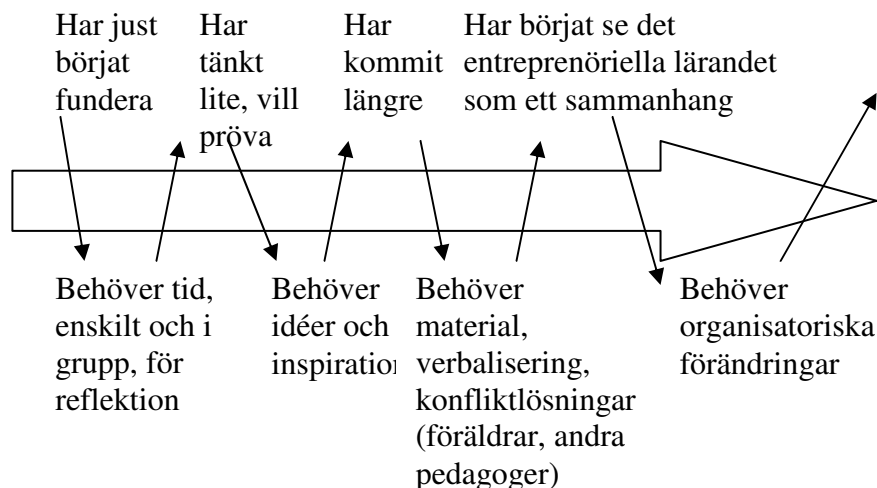 Har just
börjat
fundera
Har
tänkt
lite, vill
pröva
Har
kommit
längre
Har börjat se det
entreprenöriella lärandet
som ett sammanhang
Behöver tid,
enskilt och i
grupp, för
reflektion
Behöver
idéer och
inspiration
Behöver
material,
verbalisering,
konfliktlösningar
(föräldrar, andra
pedagoger)
Behöver
organisatoriska
förändringar